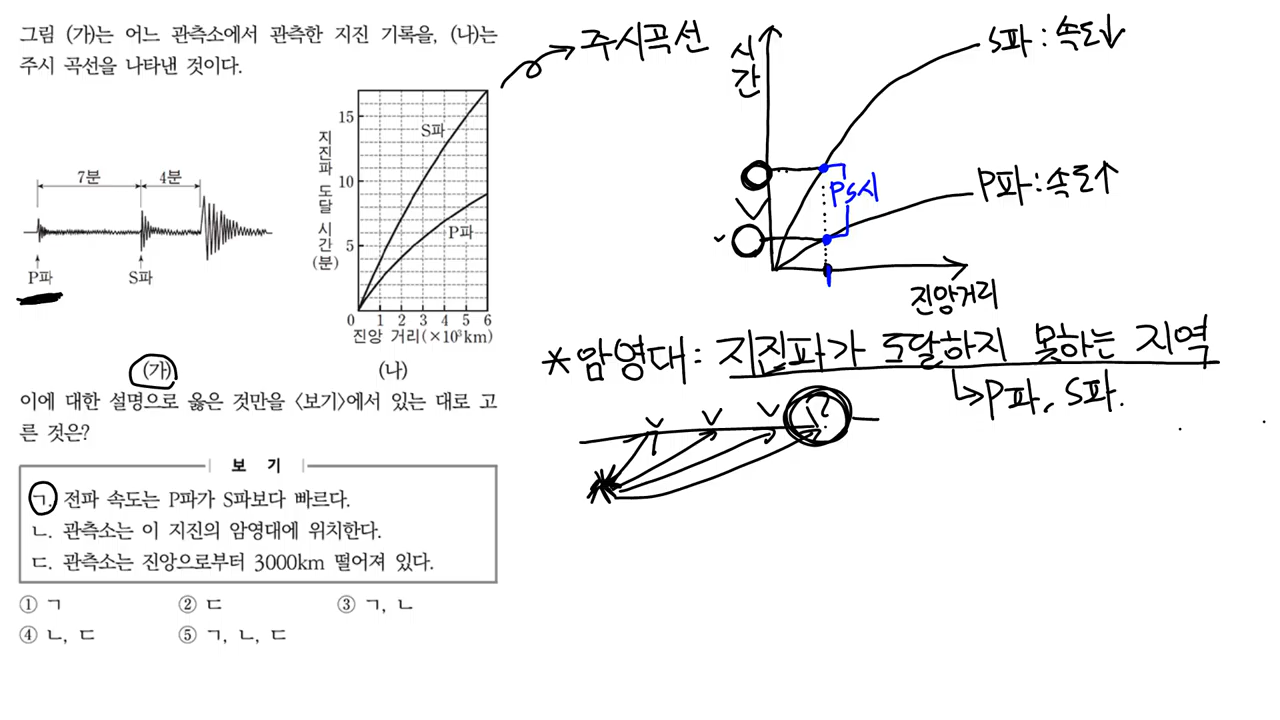 그림 (가)는 어느 관측소에서 관측한 지진 기록을, (나)는
주시 곡선을 나타낸 것이다.
7분
4분
P파
S파
(가)
지진파 도달 시간(분)
15
10
5
0
1 2 3 4 5 6
S파
P파
진앙 거리(×10³km)
(나)
이에 대한 설명으로 옳은 것만을 〈보기〉에서 있는 대로 고
른 것은?
보 기
ㄱ. 전파 속도는 P파가 S파보다 빠르다.
ㄴ. 관측소는 이 지진의 암영대에 위치한다.
ㄷ. 관측소는 진앙으로부터 3000km 떨어져 있다.
① ㄱ
② ㄷ
③ ㄱ, ㄴ
④ ㄴ, ㄷ
⑤ ㄱ, ㄴ, ㄷ
주시곡선
시간
S파 : 속도↓
PS시
P파 : 속도↑
진앙거리
*암영대 : 지진파가 도달하지 못하는 지역
P파, S파.
?